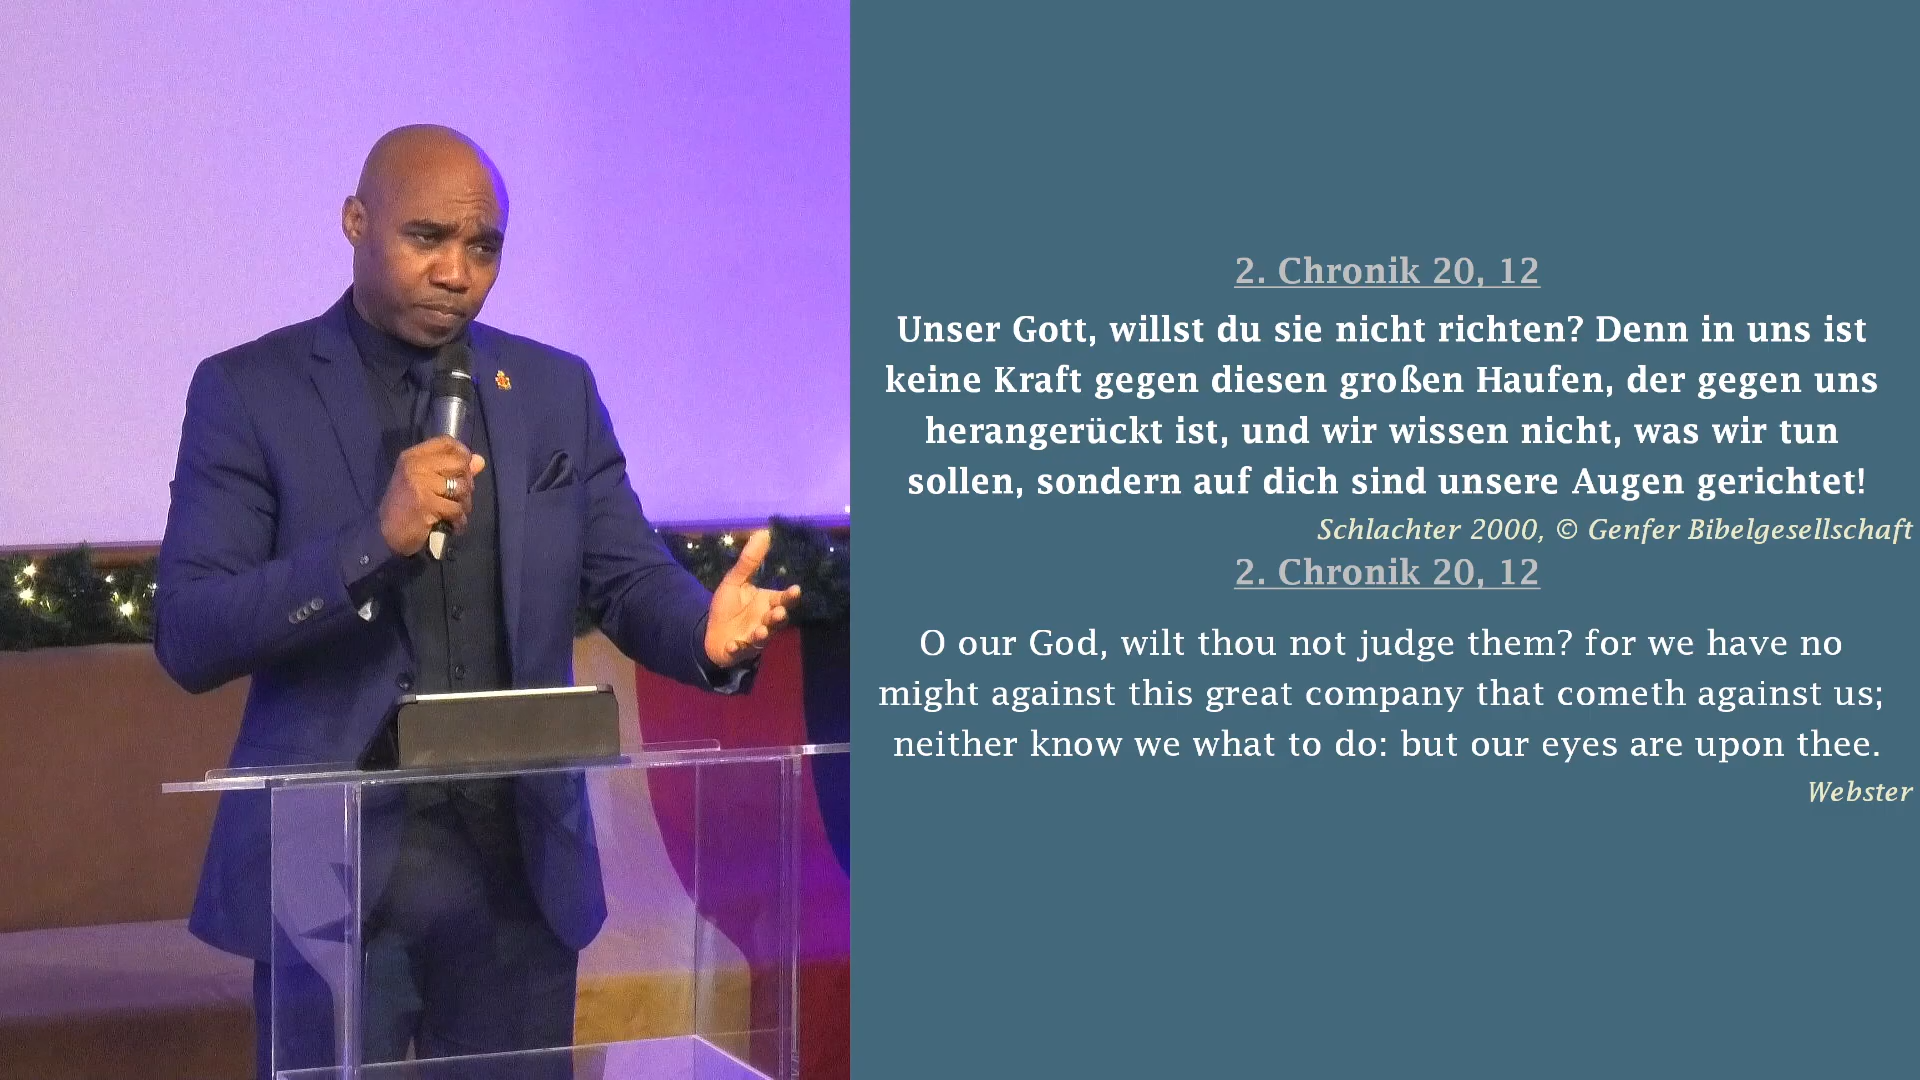 2. Chronik 20, 12
Unser Gott, willst du sie nicht richten? Denn in uns ist
keine Kraft gegen diesen großen Haufen, der gegen uns
herangerückt ist, und wir wissen nicht, was wir tun
sollen, sondern auf dich sind unsere Augen gerichtet!
Schlachter 2000, © Genfer Bibelgesellschaft
2. Chronik 20, 12
O our God, wilt thou not judge them? for we have no
might against this great company that cometh against us;
neither know we what to do: but our eyes are upon thee.
Webster